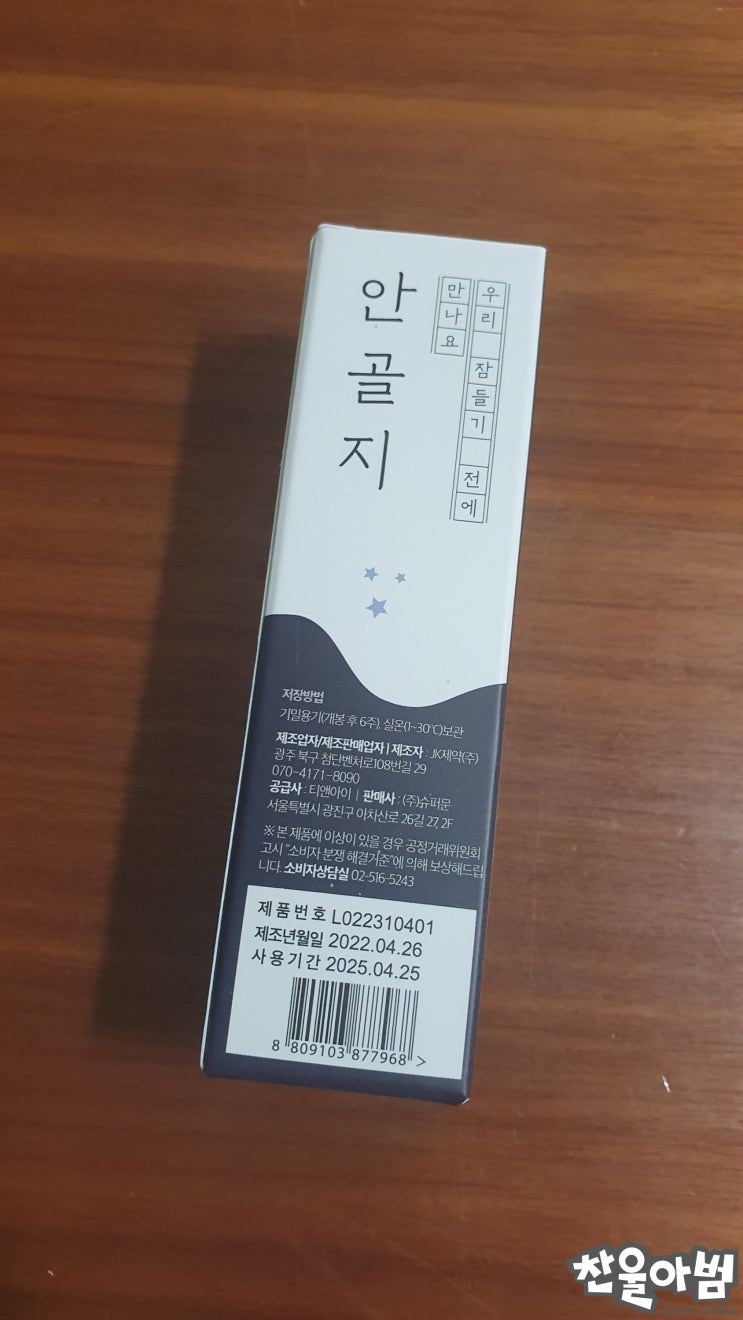 안골지
우리 잠들기 전에
만나요
저장방법
기밀용기(개봉 후 6주), 실온(1~30℃)보관
제조업자/제조판매업자 | 제조자 : JK제약(주)
광주 북구 첨단벤처로108번길 29
070-4171-8090
공급사 : 티앤아이 | 판매사 : (주)슈퍼문
서울특별시 광진구 아차산로 26길 27, 2F
※ 본 제품에 이상이 있을 경우 공정거래위원회
고시 “소비자 분쟁 해결기준”에 의해 보상해드립
니다. 소비자상담실 02-516-5243
제품번호 L022310401
제조년월일 2022.04.26
사용기간 2025.04.25
8 809103 877968 >
찬울아범